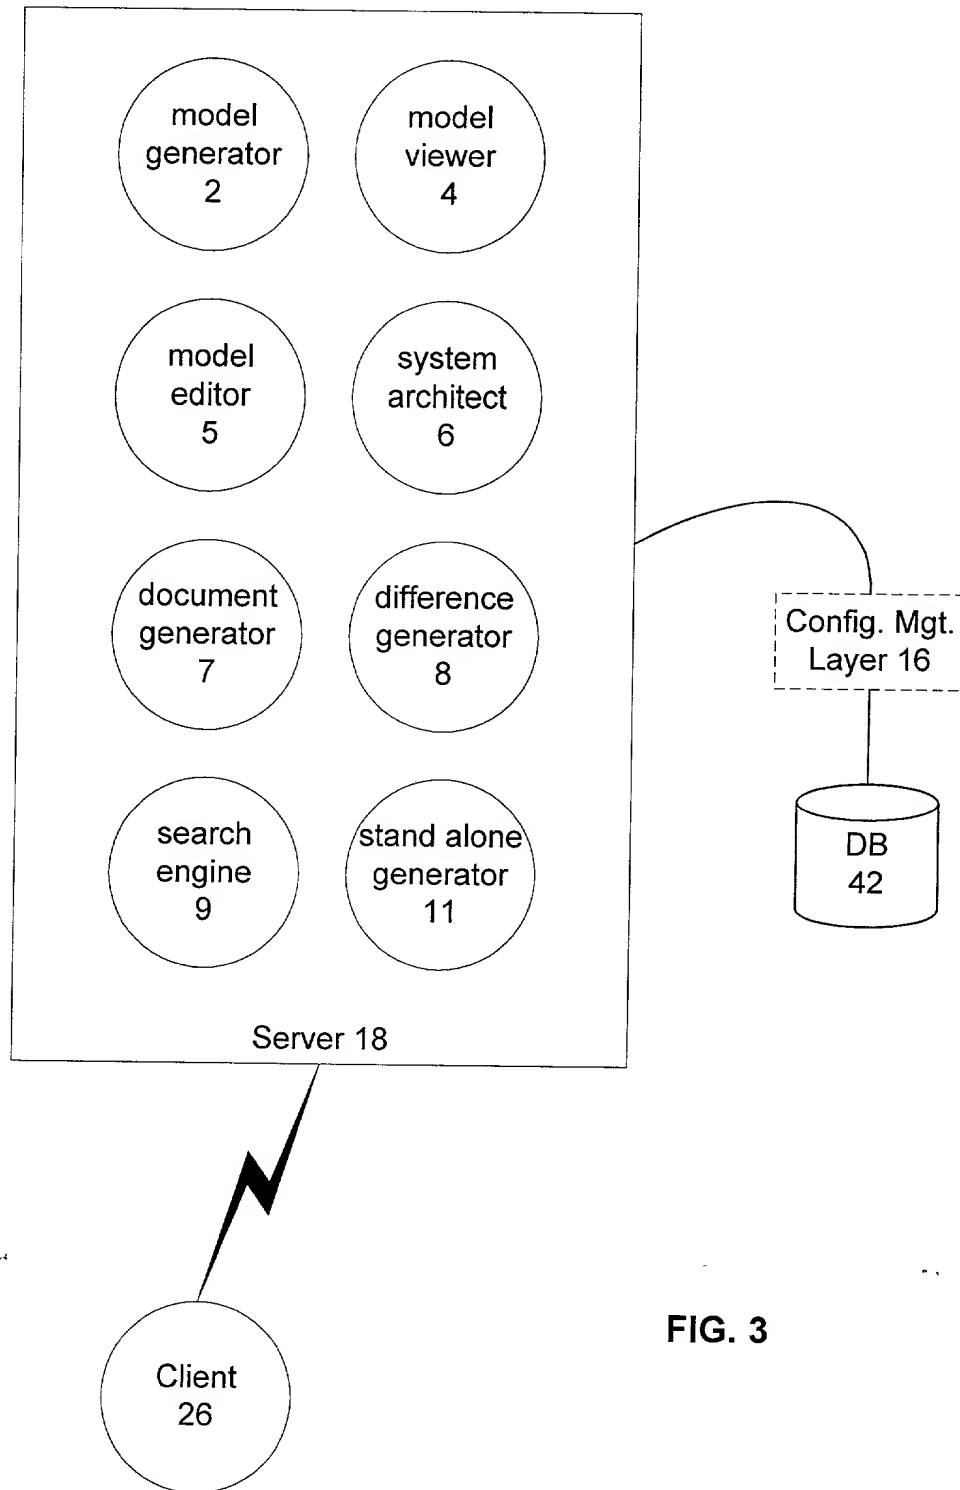 model
generator
2
model
viewer
4
model
editor
5
system
architect
6
document
generator
7
difference
generator
8
search
engine
9
stand alone
generator
11
Server 18
Config. Mgt.
Layer 16
DB
42
Client
26
FIG. 3